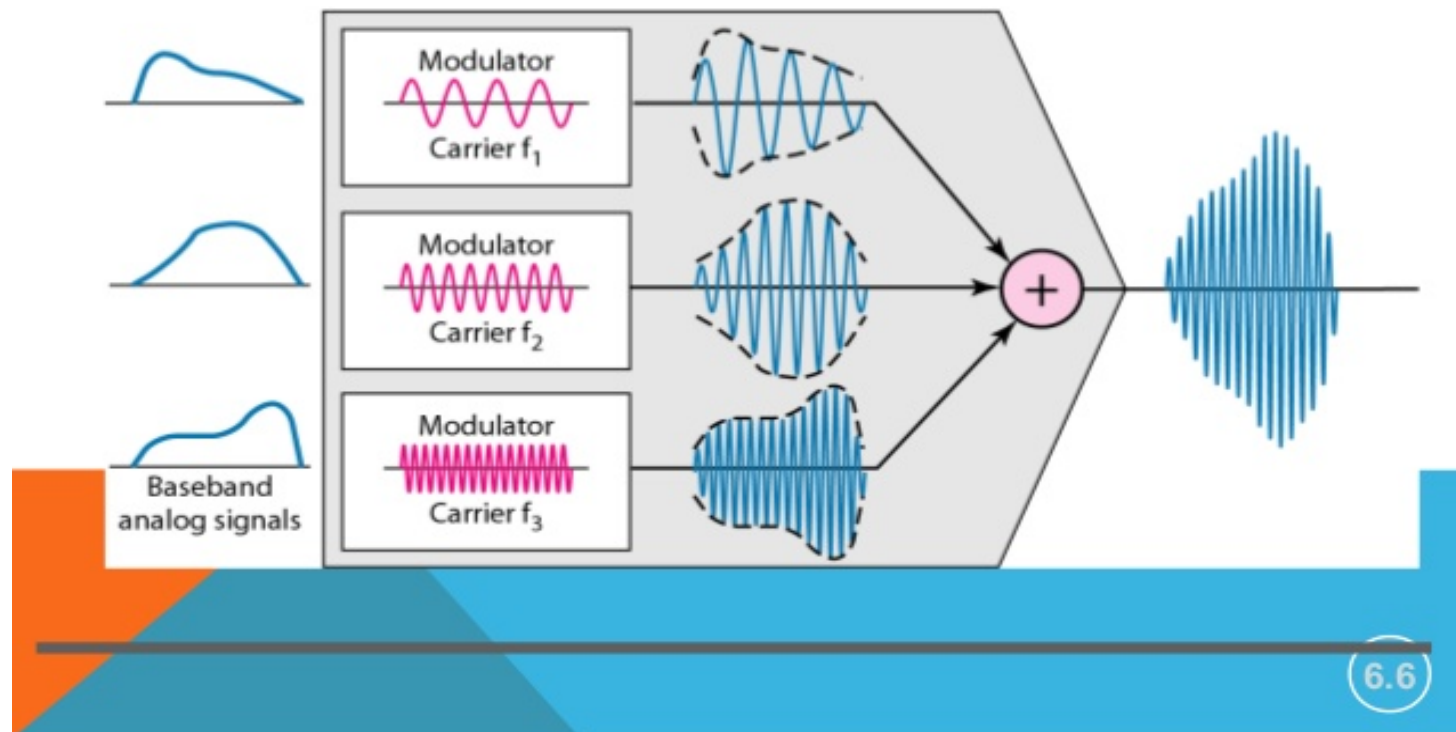 Modulator
Carrier f₁
Modulator
Carrier f₂
Modulator
Carrier f₃
Baseband
analog signals
+
6.6